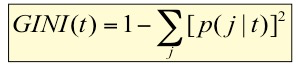 GINI(t) = 1 − ∑_j [p(j | t)]²